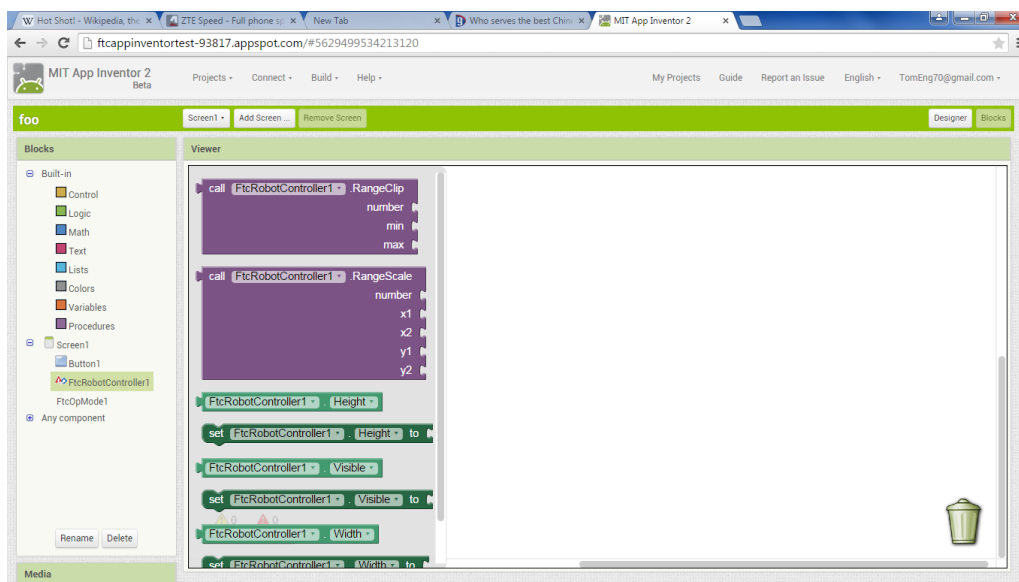 Hot Shot! - Wikipedia, the
ZTE Speed - Full phone sp
New Tab
Who serves the best Chin
MIT App Inventor 2
ftcappinventortest-93817.appspot.com/#5629499534213120
MIT App Inventor 2
Beta
Projects
Connect
Build
Help
My Projects
Guide
Report an Issue
English
TomEng70@gmail.com
foo
Screen1
Add Screen ...
Remove Screen
Designer
Blocks
Blocks
Viewer
Built-in
Control
Logic
Math
Text
Lists
Colors
Variables
Procedures
Screen1
Button1
FtcRobotController1
FtcOpMode1
Any component
Rename
Delete
Media
call FtcRobotController1 .RangeClip
number
min
max
call FtcRobotController1 .RangeScale
number
x1
x2
y1
y2
FtcRobotController1 . Height
set FtcRobotController1 . Height to
FtcRobotController1 . Visible
set FtcRobotController1 . Visible to
0 0
FtcRobotController1 . Width
set FtcRobotController1 . Width to